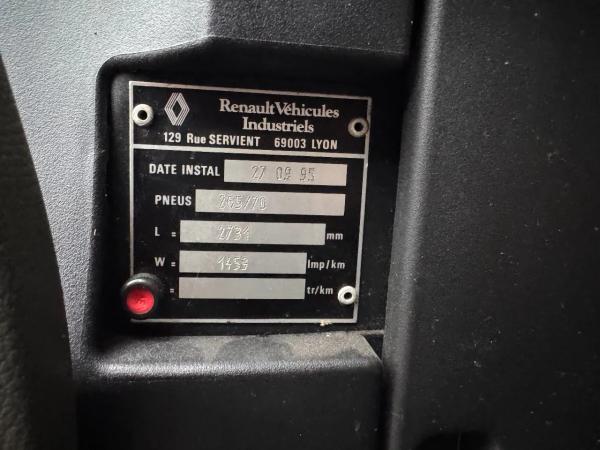 Renault Véhicules
Industriels
129 Rue SERVIENT 69003 LYON
DATE INSTAL 27 09 95
PNEUS 265/70
L = 2731 mm
W = 1453 Imp/km
= tr/km